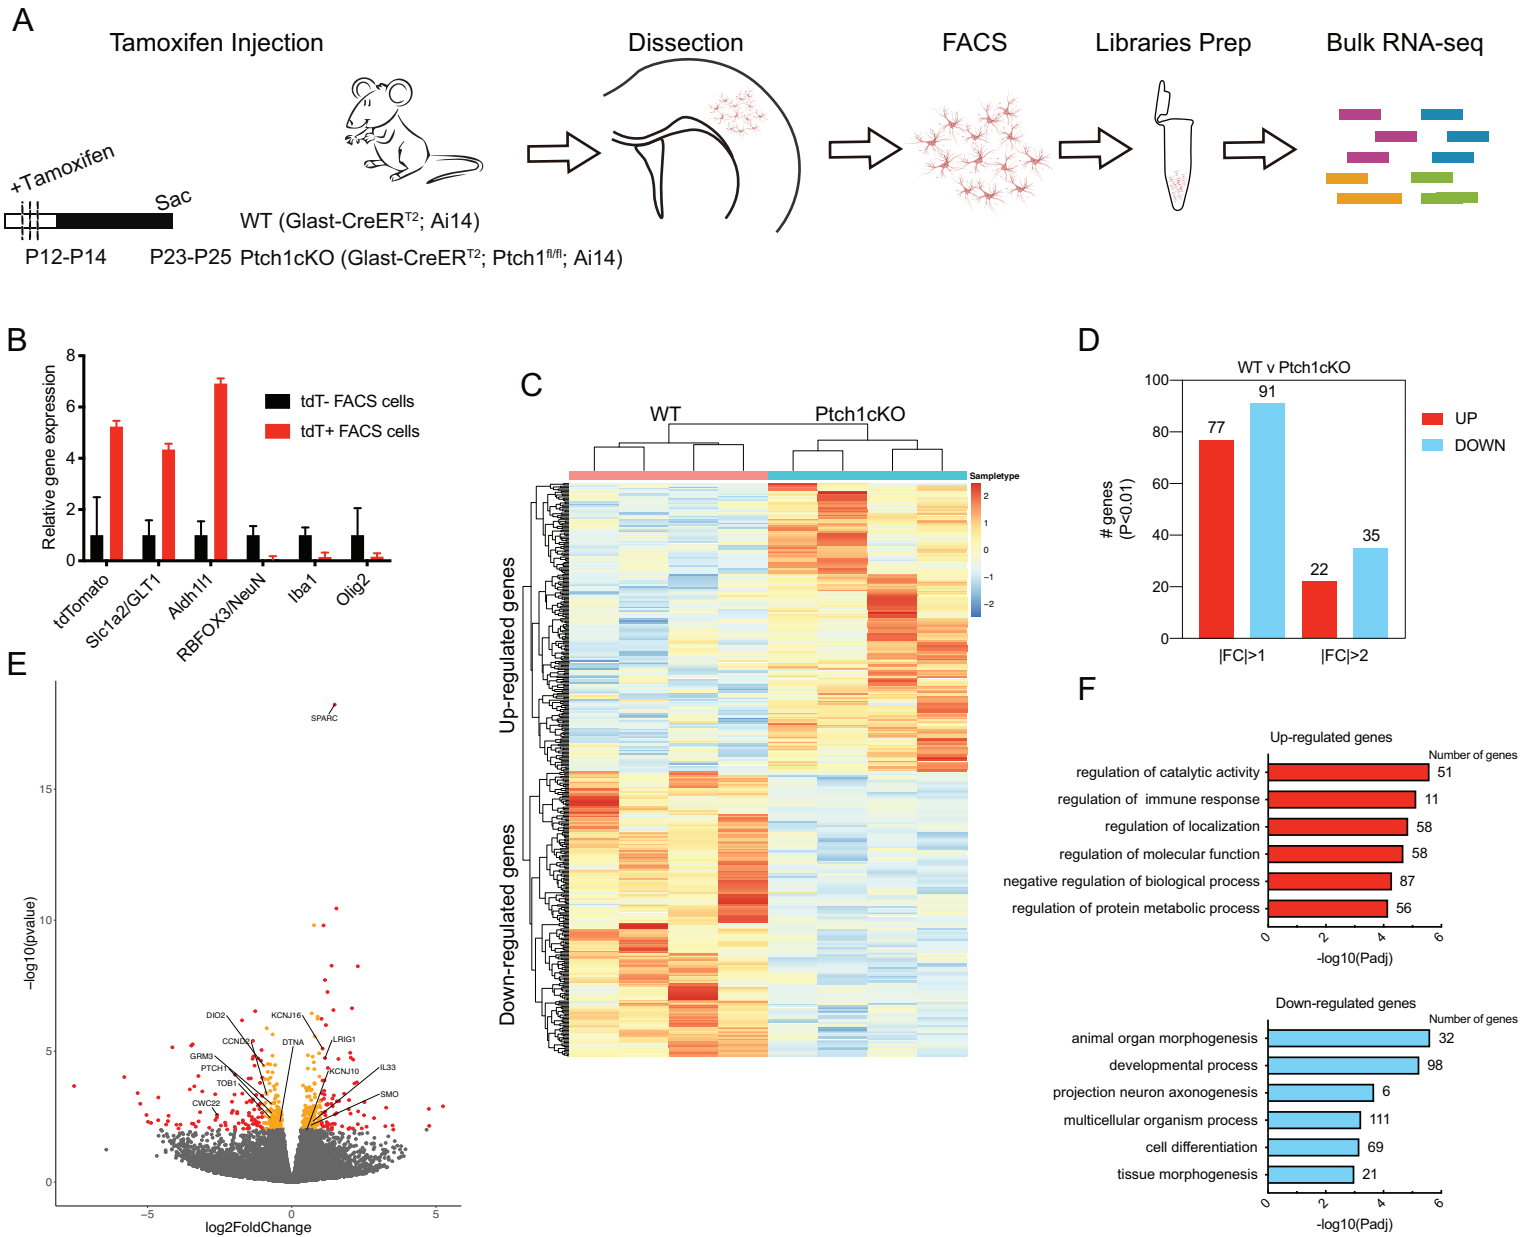 A
Tamoxifen Injection
Dissection
FACS
Libraries Prep
Bulk RNA-seq
+Tamoxifen
Sac
P12-P14
P23-P25
WT (Glast-CreERT2; Ai14)
Ptch1cKO (Glast-CreERT2; Ptch1fl/fl; Ai14)
B
Relative gene expression
8
6
4
2
0
tdT- FACS cells
tdT+ FACS cells
tdTomato
Slc1a2/GLT1
Aldh1l1
RBFOX3/NeuN
Iba1
Olig2
C
WT
Ptch1cKO
Sampletype
2
1
0
−1
−2
Up-regulated genes
Down-regulated genes
D
WT v Ptch1cKO
# genes
(P<0.01)
100
80
60
40
20
0
77
91
22
35
|FC|>1
|FC|>2
UP
DOWN
E
−log10(pvalue)
15
10
5
0
SPARC
DIO2
KCNJ16
CCND2
DTNA
LRIG1
GRM3
PTCH1
KCNJ10
IL33
TOB1
SMO
CWC22
−5
0
5
log2FoldChange
F
Up-regulated genes
Number of genes
regulation of catalytic activity
51
regulation of  immune response
11
regulation of localization
58
regulation of molecular function
58
negative regulation of biological process
87
regulation of protein metabolic process
56
0
2
4
6
-log10(Padj)
Down-regulated genes
Number of genes
animal organ morphogenesis
32
developmental process
98
projection neuron axonogenesis
6
multicellular organism process
111
cell differentiation
69
tissue morphogenesis
21
0
2
4
6
-log10(Padj)